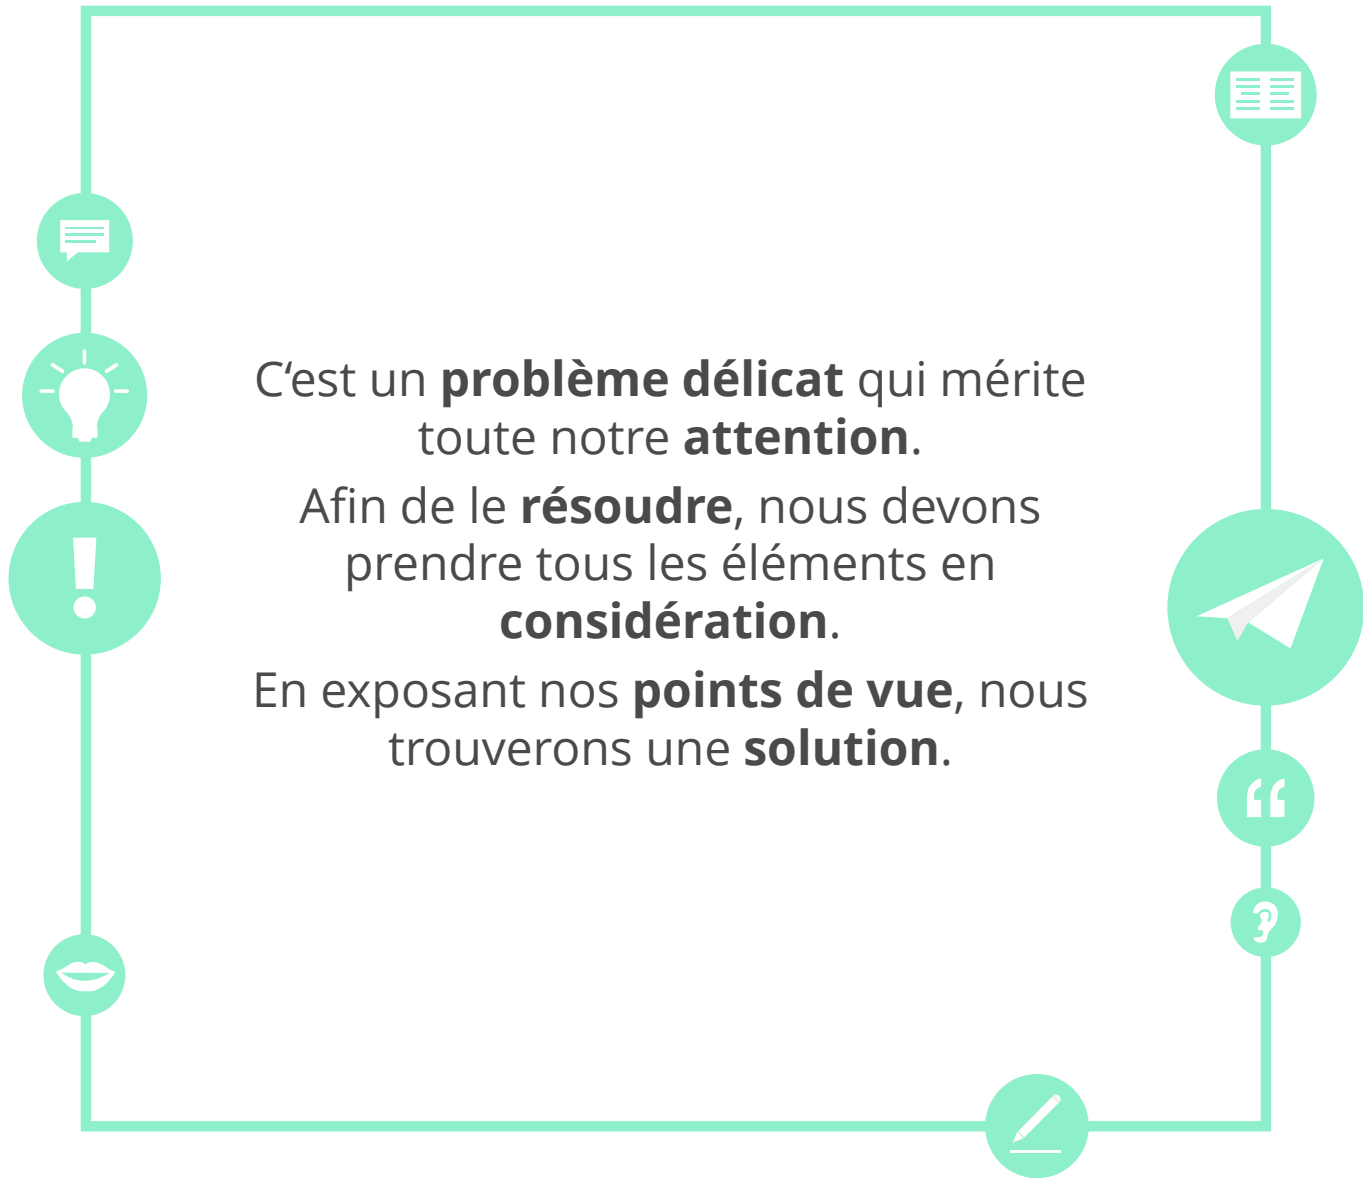 C‘est un problème délicat qui mérite
toute notre attention.
Afin de le résoudre, nous devons
prendre tous les éléments en
considération.
En exposant nos points de vue, nous
trouverons une solution.